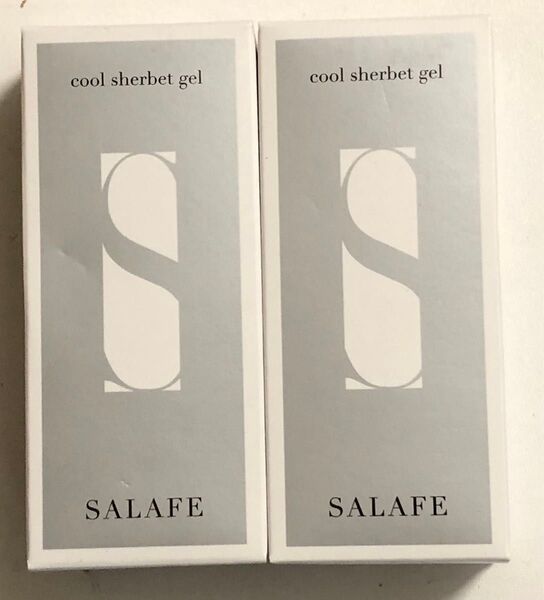 cool sherbet gel
S
SALAFE
cool sherbet gel
S
SALAFE